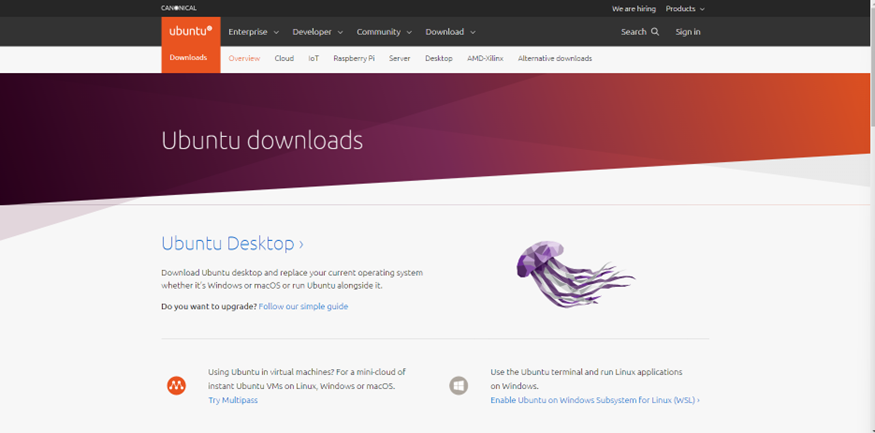 CANONICAL
We are hiring Products
ubuntu
Enterprise Developer Community Download Search Sign in
Downloads Overview Cloud IoT Raspberry Pi Server Desktop AMD-Xilinx Alternative downloads
Ubuntu downloads
Ubuntu Desktop ›
Download Ubuntu desktop and replace your current operating system
whether it's Windows or macOS or run Ubuntu alongside it.
Do you want to upgrade? Follow our simple guide
Using Ubuntu in virtual machines? For a mini-cloud of
instant Ubuntu VMs on Linux, Windows or macOS.
Try Multipass
Use the Ubuntu terminal and run Linux applications
on Windows.
Enable Ubuntu on Windows Subsystem for Linux (WSL) ›